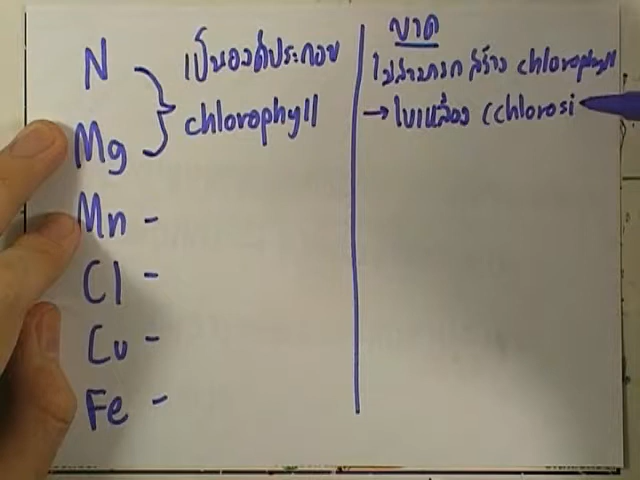 N
Mg
Mn -
Cl -
Cu -
Fe -
เป็นองค์ประกอบ
chlorophyll
ขาด
ไม่สามารถสร้าง chlorophyll
→ ใบเหลือง (chlorosi